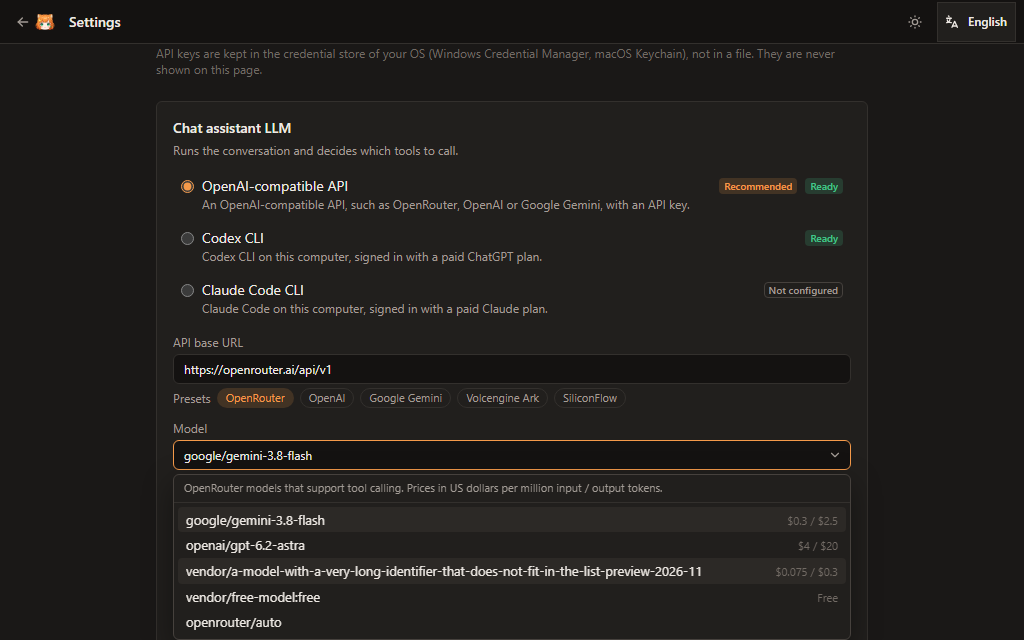 Settings
English
API keys are kept in the credential store of your OS (Windows Credential Manager, macOS Keychain), not in a file. They are never
shown on this page.
Chat assistant LLM
Runs the conversation and decides which tools to call.
OpenAI-compatible API
Recommended
Ready
An OpenAI-compatible API, such as OpenRouter, OpenAI or Google Gemini, with an API key.
Codex CLI
Ready
Codex CLI on this computer, signed in with a paid ChatGPT plan.
Claude Code CLI
Not configured
Claude Code on this computer, signed in with a paid Claude plan.
API base URL
https://openrouter.ai/api/v1
Presets OpenRouter OpenAI Google Gemini Volcengine Ark SiliconFlow
Model
google/gemini-3.8-flash
OpenRouter models that support tool calling. Prices in US dollars per million input / output tokens.
google/gemini-3.8-flash $0.3 / $2.5
openai/gpt-6.2-astra $4 / $20
vendor/a-model-with-a-very-long-identifier-that-does-not-fit-in-the-list-preview-2026-11 $0.075 / $0.3
vendor/free-model:free Free
openrouter/auto